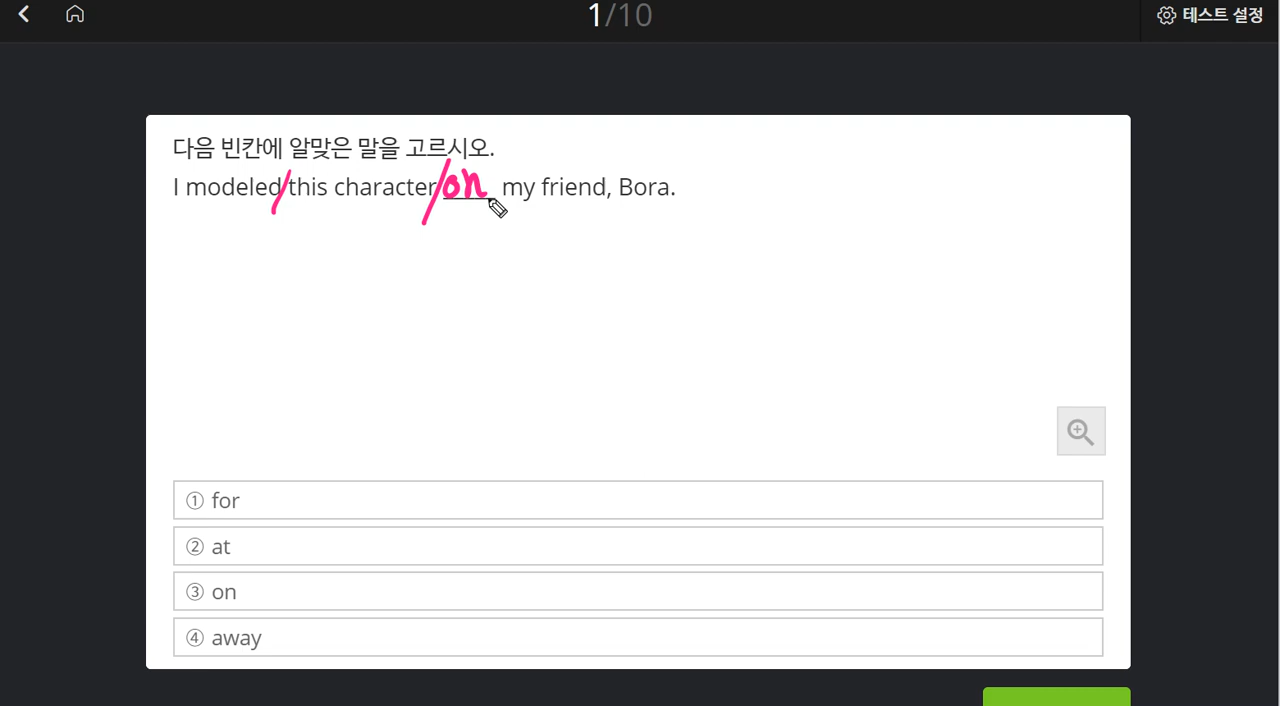 1/10
테스트 설정
다음 빈칸에 알맞은 말을 고르시오.
I modeled this character on my friend, Bora.
① for
② at
③ on
④ away